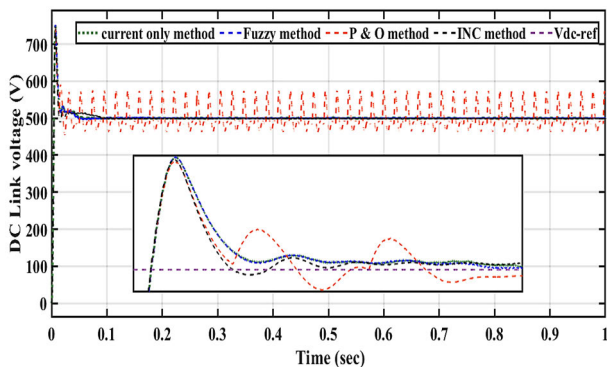 current only method Fuzzy method P & O method INC method Vdc-ref
DC Link voltage (V)
700
600
500
400
300
200
100
0
0 0.1 0.2 0.3 0.4 0.5 0.6 0.7 0.8 0.9 1
Time (sec)